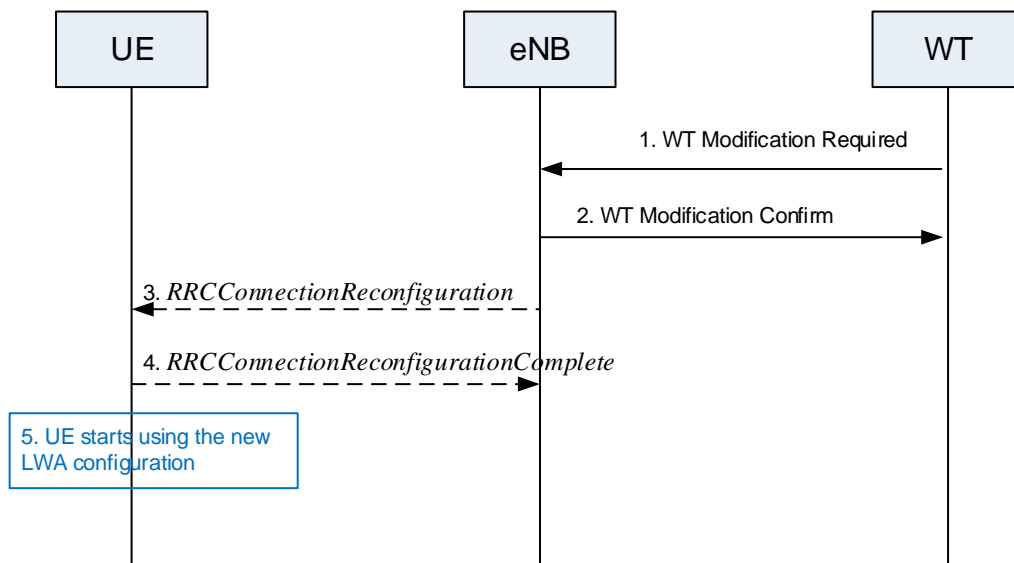 UE
eNB
WT
1. WT Modification Required
2. WT Modification Confirm
3. RRCConnectionReconfiguration
4. RRCConnectionReconfigurationComplete
5. UE starts using the new
LWA configuration